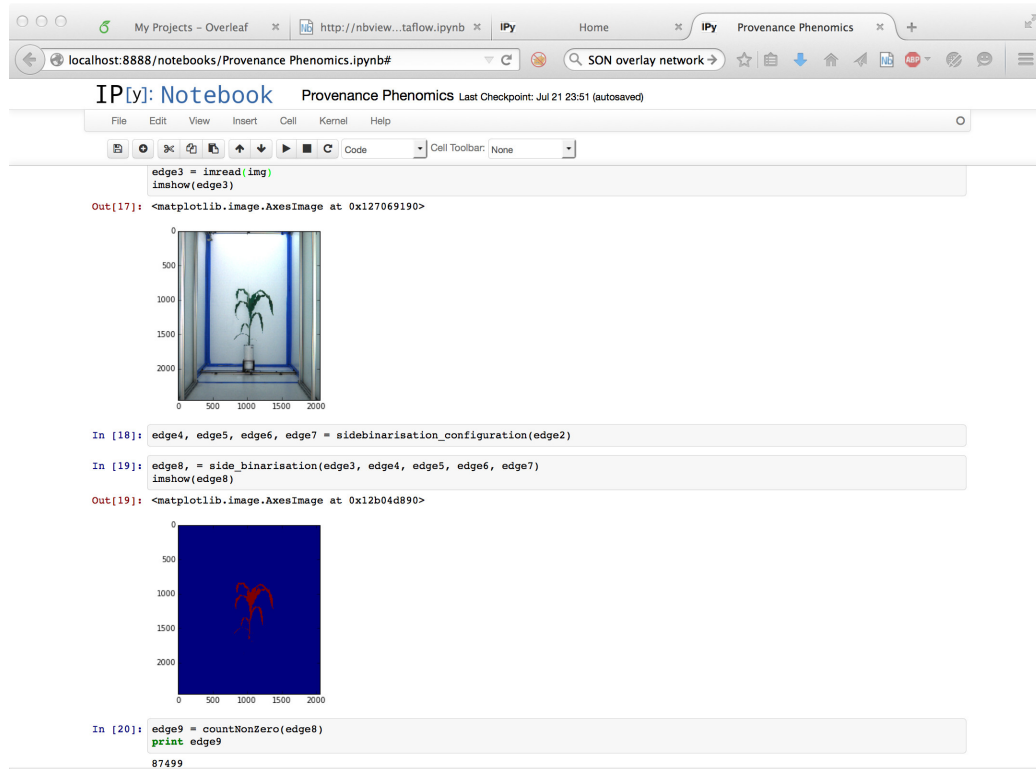 My Projects – Overleaf
http://nbview...taflow.ipynb
IPy
Home
IPy
Provenance Phenomics
localhost:8888/notebooks/Provenance Phenomics.ipynb#
SON overlay network
Nb
ABP
IP[y]: Notebook
Provenance Phenomics Last Checkpoint: Jul 21 23:51 (autosaved)
File Edit View Insert Cell Kernel Help
Code
Cell Toolbar: None
edge3 = imread(img)
imshow(edge3)
Out[17]: <matplotlib.image.AxesImage at 0x127069190>
0
500
1000
1500
2000
0 500 1000 1500 2000
In [18]: edge4, edge5, edge6, edge7 = sidebinarisation_configuration(edge2)
In [19]: edge8, = side_binarisation(edge3, edge4, edge5, edge6, edge7)
imshow(edge8)
Out[19]: <matplotlib.image.AxesImage at 0x12b04d890>
0
500
1000
1500
2000
0 500 1000 1500 2000
In [20]: edge9 = countNonZero(edge8)
print edge9
87499